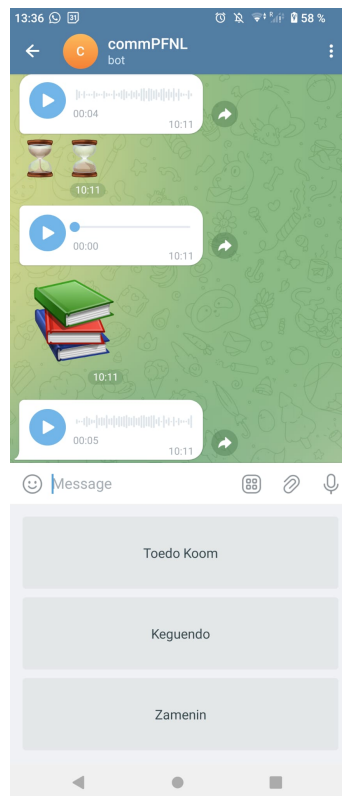 13:36 31 R 58 %
C commPFNL
bot
00:04 10:11
10:11
00:00 10:11
10:11
00:05 10:11
Message
Toedo Koom
Keguendo
Zamenin